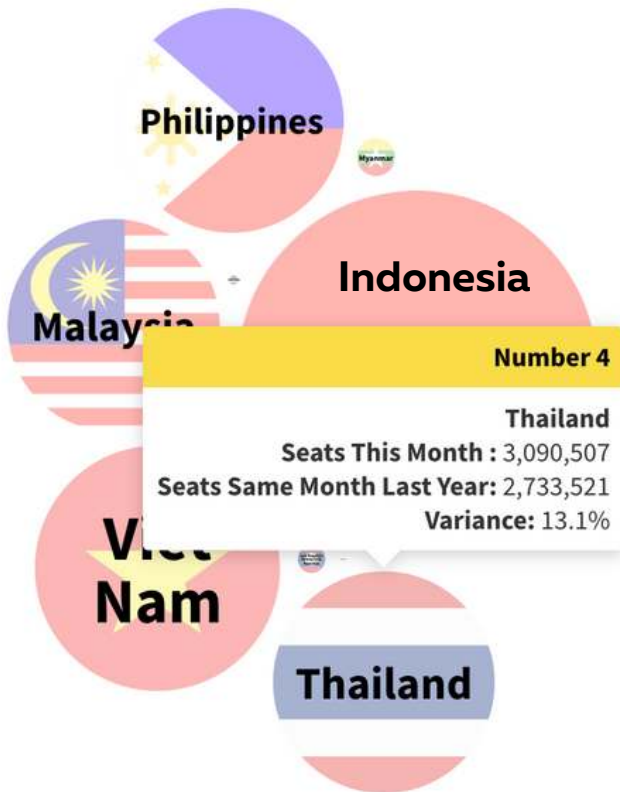 Philippines
Myanmar
Indonesia
Malaysia
Number 4
Thailand
Seats This Month : 3,090,507
Seats Same Month Last Year: 2,733,521
Variance: 13.1%
Viet
Nam
Thailand